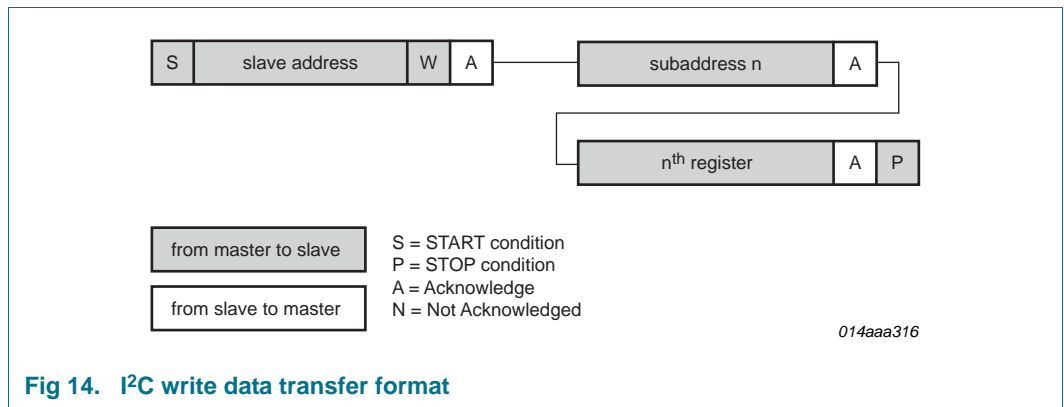 S slave address W A subaddress n A
nth register A P
from master to slave
from slave to master
S = START condition
P = STOP condition
A = Acknowledge
N = Not Acknowledged
014aaa316
Fig 14. I2C write data transfer format